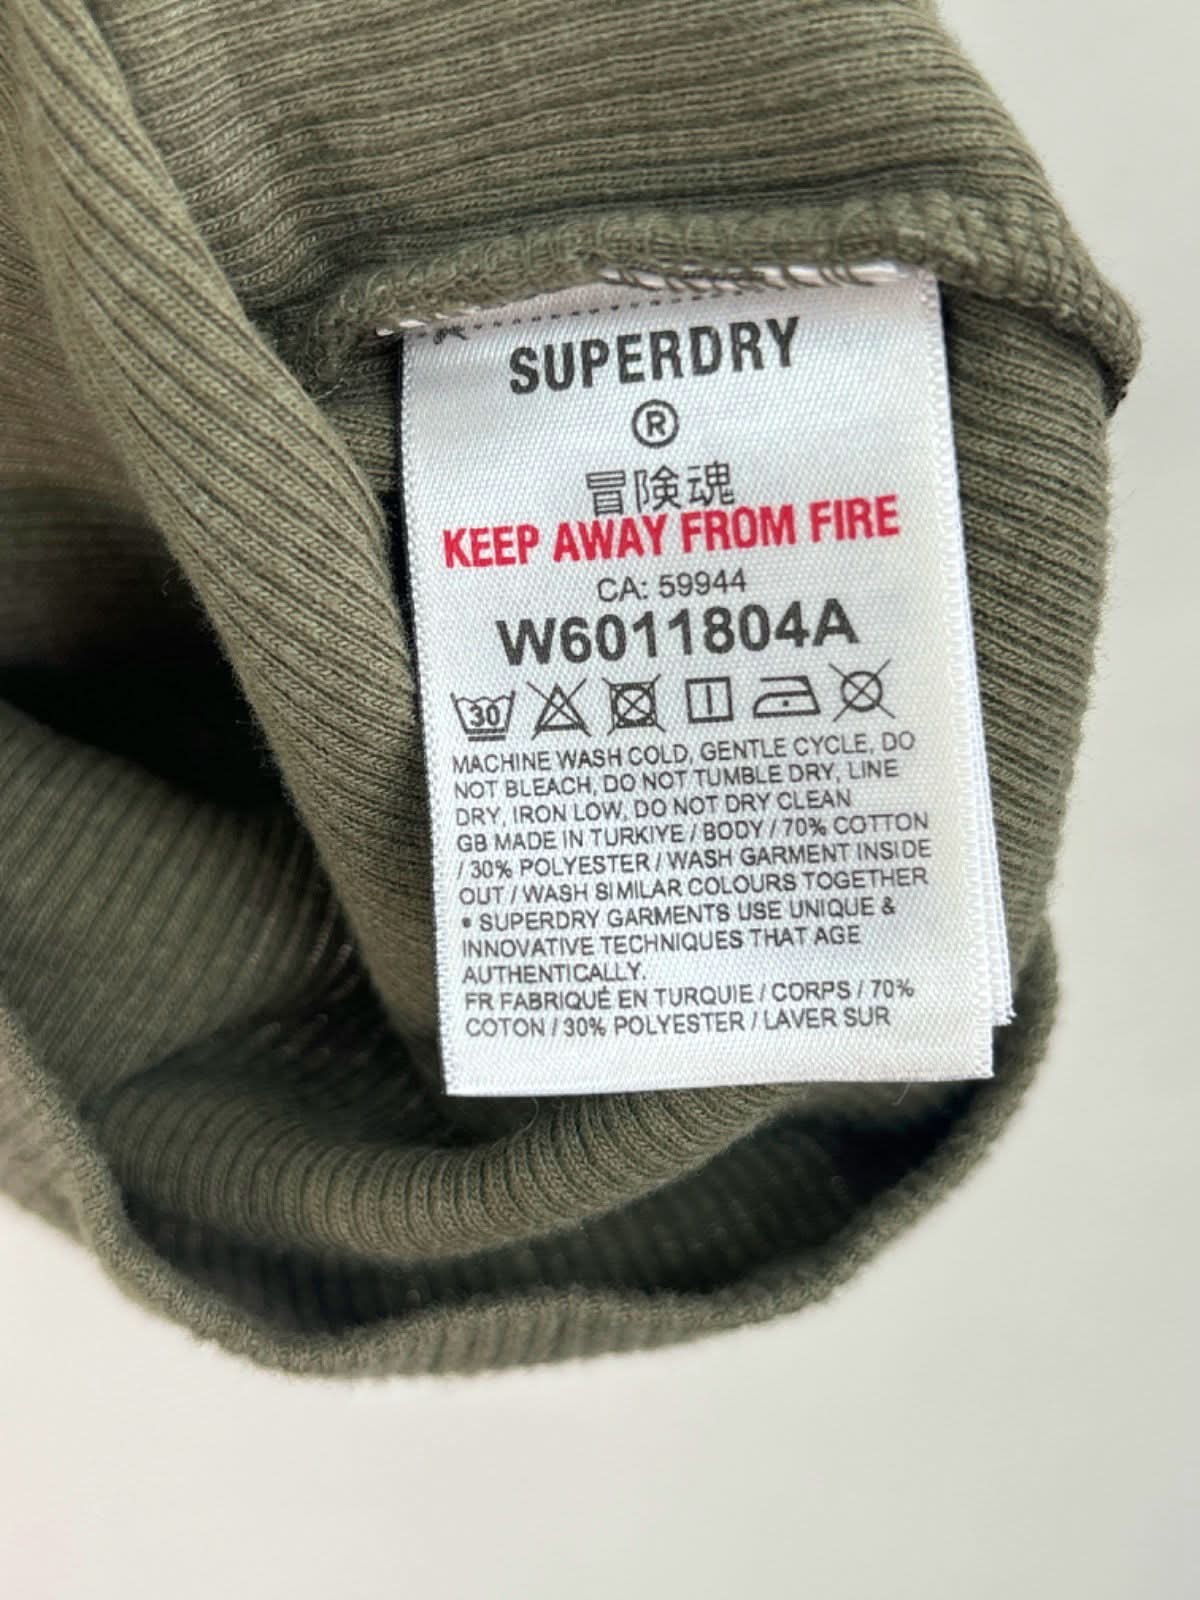 SUPERDRY
®
冒険魂
KEEP AWAY FROM FIRE
CA: 59944
W6011804A
30
MACHINE WASH COLD, GENTLE CYCLE, DO
NOT BLEACH, DO NOT TUMBLE DRY, LINE
DRY, IRON LOW, DO NOT DRY CLEAN
GB MADE IN TURKIYE / BODY / 70% COTTON
/ 30% POLYESTER / WASH GARMENT INSIDE
OUT / WASH SIMILAR COLOURS TOGETHER
• SUPERDRY GARMENTS USE UNIQUE &
INNOVATIVE TECHNIQUES THAT AGE
AUTHENTICALLY.
FR FABRIQUÉ EN TURQUIE / CORPS / 70%
COTON / 30% POLYESTER / LAVER SUR